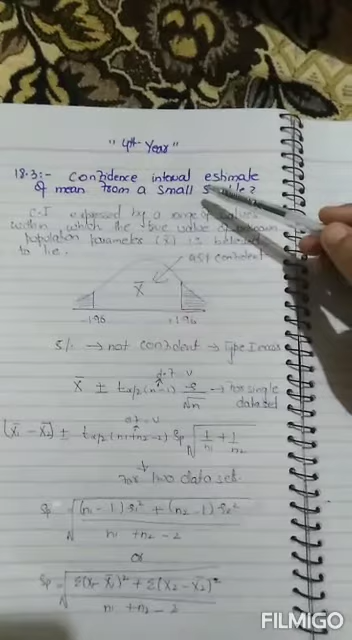 "4th Year"
18.3:- Confidence interval estimate
of mean from a small
C.I expressed by a range of values
within which the true value of
population parameter is believed
to lie.
95% confident
X̄
-1.96 +1.96
5% → not confident → Type I
d.f = ν
X̄ ± tα/2(n-1) s/√n → for single
data set
d.f = ν
(X̄1 - X̄2) ± tα/2(n1+n2-2) Sp √(1/n1 + 1/n2)
↓
For two data set
Sp = √((n1 - 1)s1² + (n2 - 1)s2² / n1 + n2 - 2)
or
Sp = √(Σ(X1 - X̄1)² + Σ(X2 - X̄2)² / n1 + n2 - 2)
FILMIGO